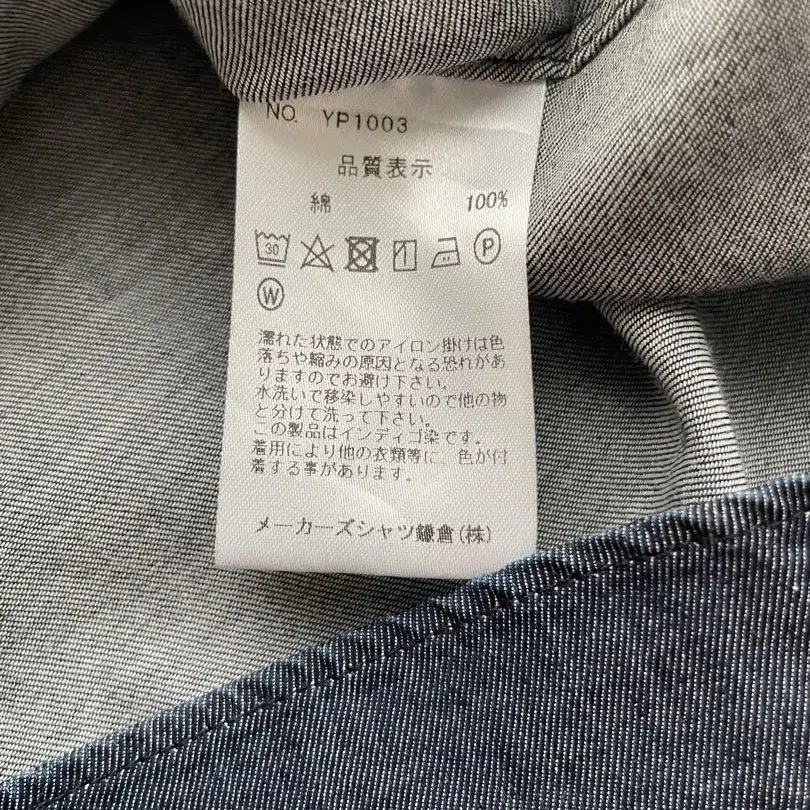 NO. YP1003
品質表示
綿 100%
30 P
W
濡れた状態でのアイロン掛けは色
落ちや縮みの原因となる恐れがあ
りますのでお避け下さい。
水洗いで移染しやすいので他の物
と分けて洗って下さい。
この製品はインディゴ染です。
着用により他の衣類等に、色が付
着する事があります。
メーカーズシャツ鎌倉(株)